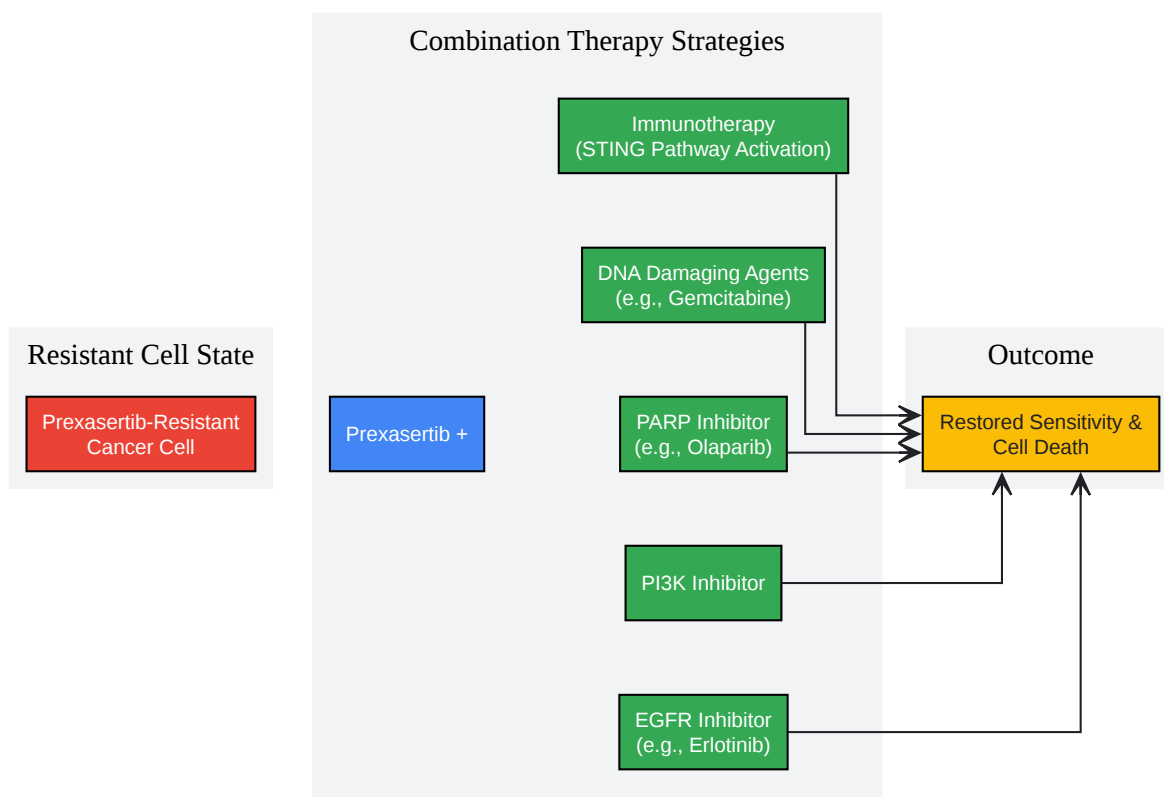 Combination Therapy Strategies
Immunotherapy
(STING Pathway Activation)
DNA Damaging Agents
(e.g., Gemcitabine)
Resistant Cell State
Prexasertib-Resistant
Cancer Cell
Prexasertib +
PARP Inhibitor
(e.g., Olaparib)
Outcome
Restored Sensitivity &
Cell Death
PI3K Inhibitor
EGFR Inhibitor
(e.g., Erlotinib)